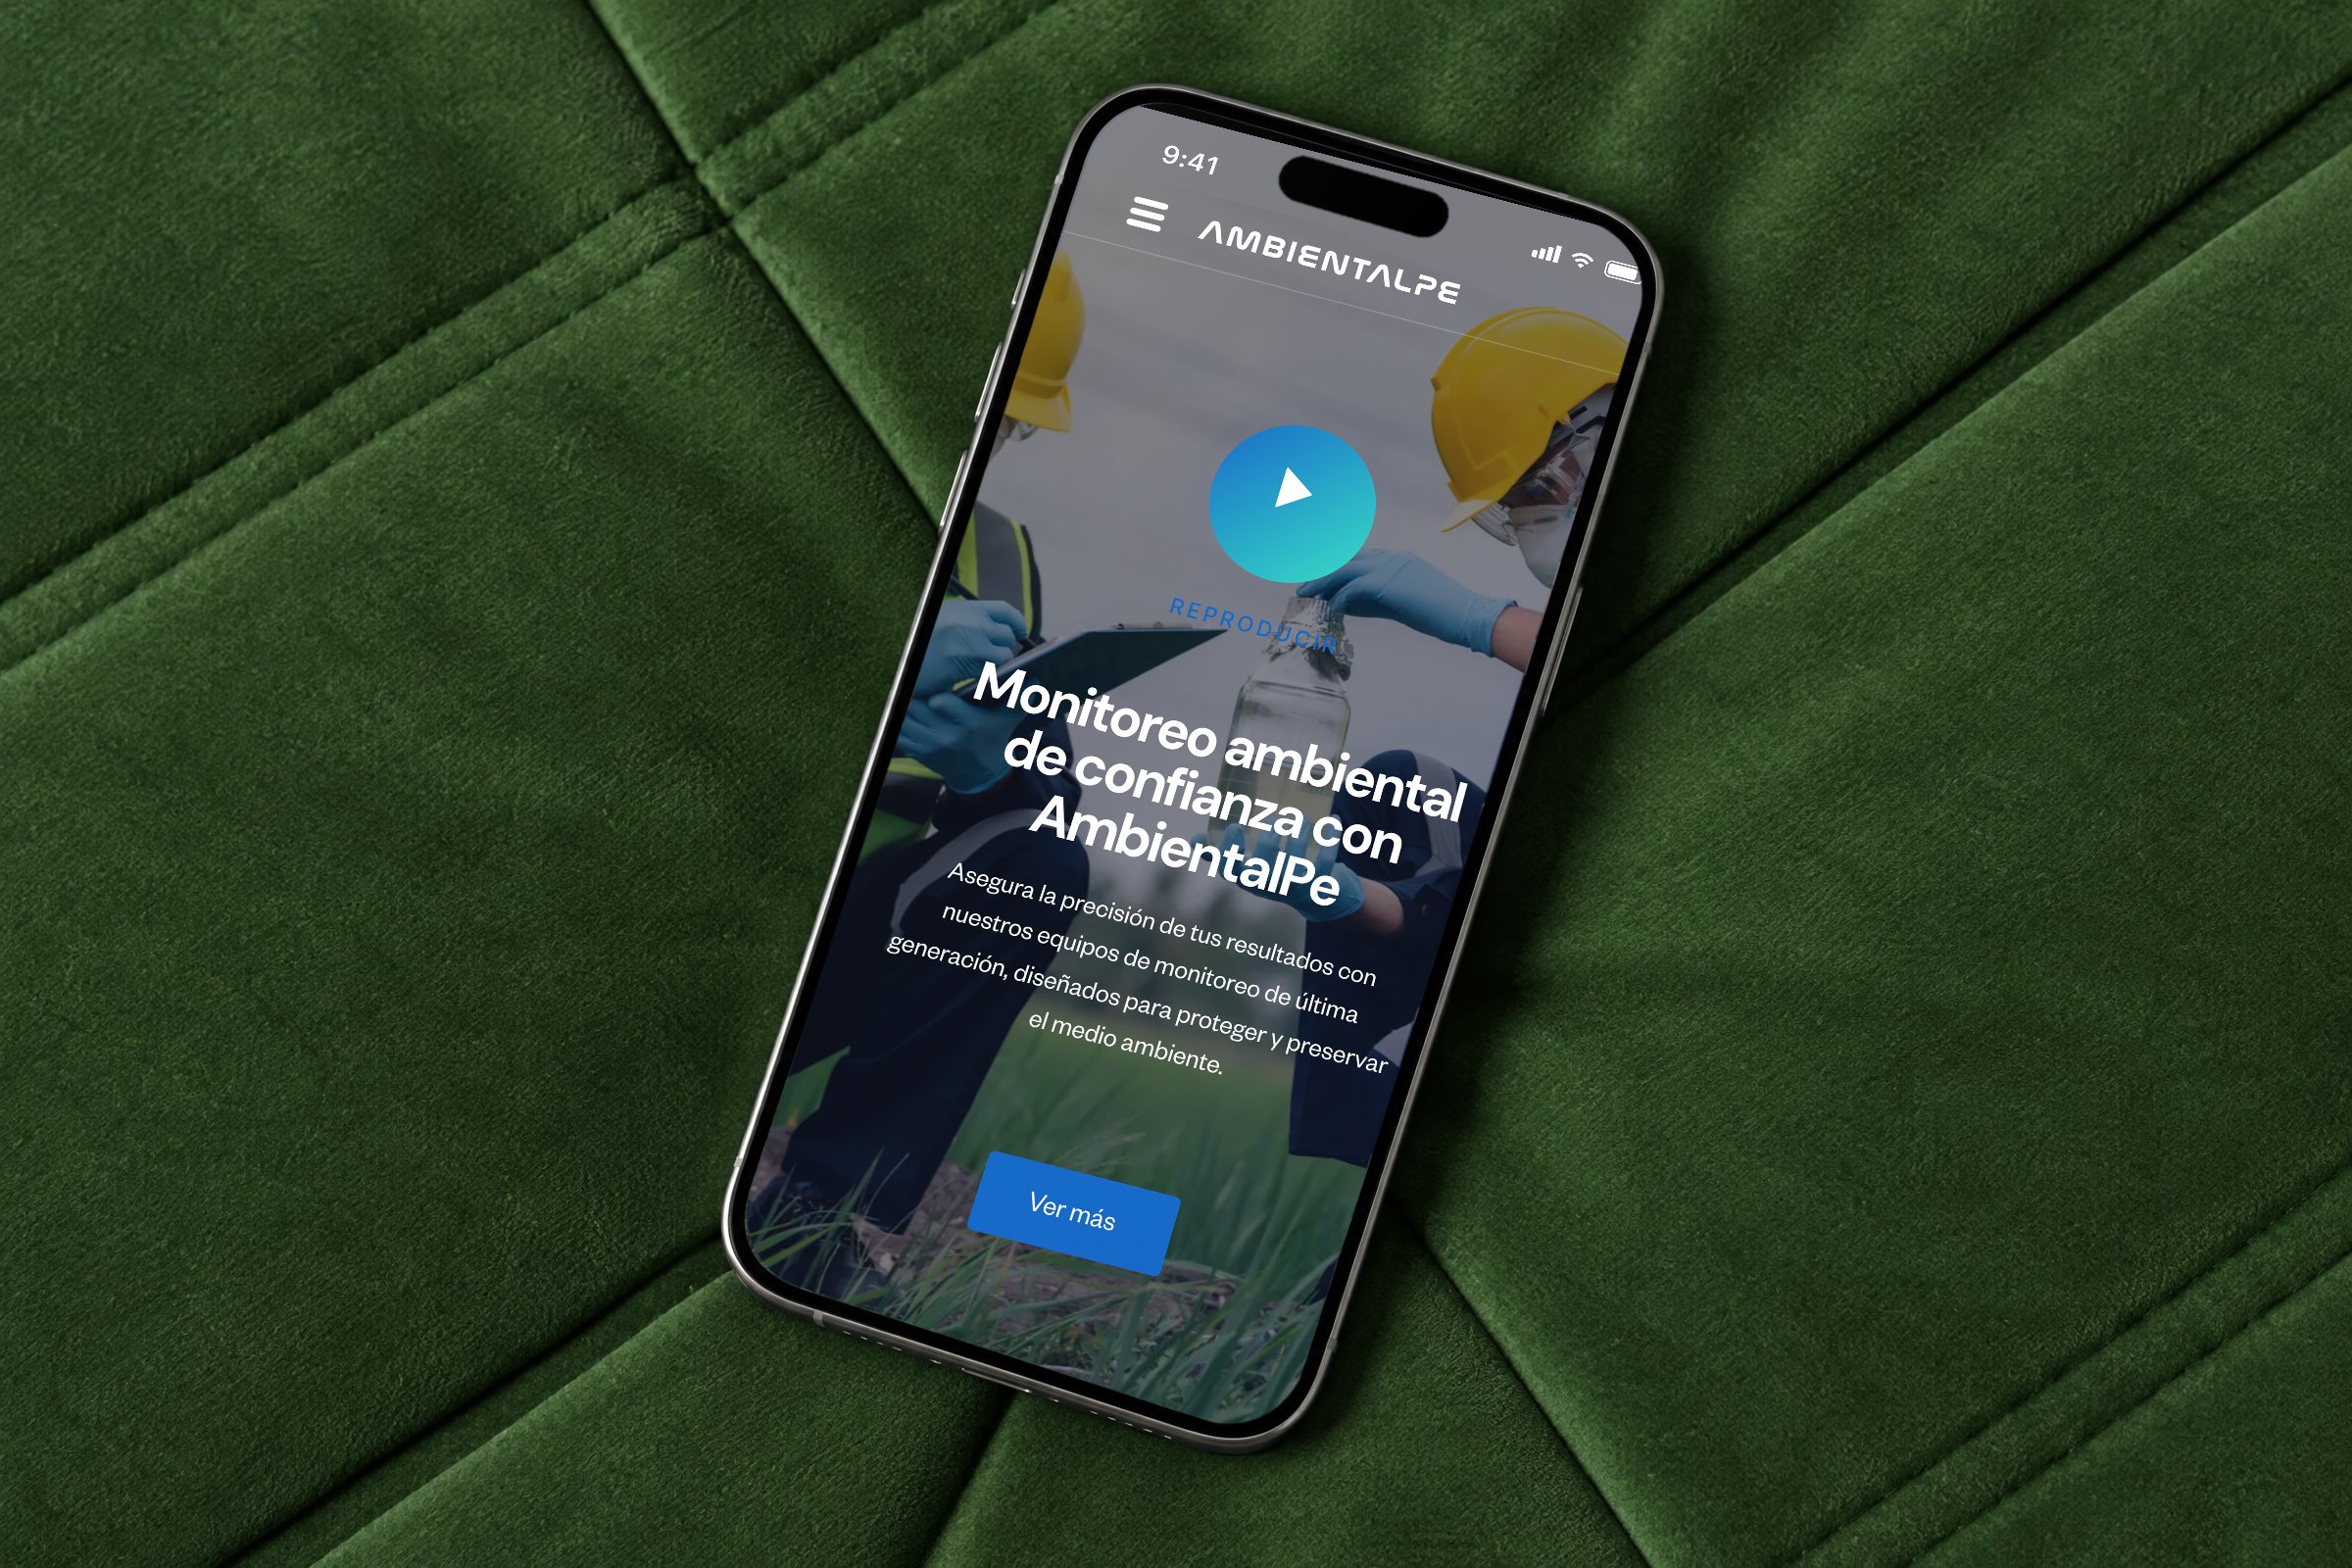 9:41
AMBIENTALPE
REPRODUCIR
Monitoreo ambiental
de confianza con
AmbientalPe
Asegura la precisión de tus resultados con
nuestros equipos de monitoreo de última
generación, diseñados para proteger y preservar
el medio ambiente.
Ver más